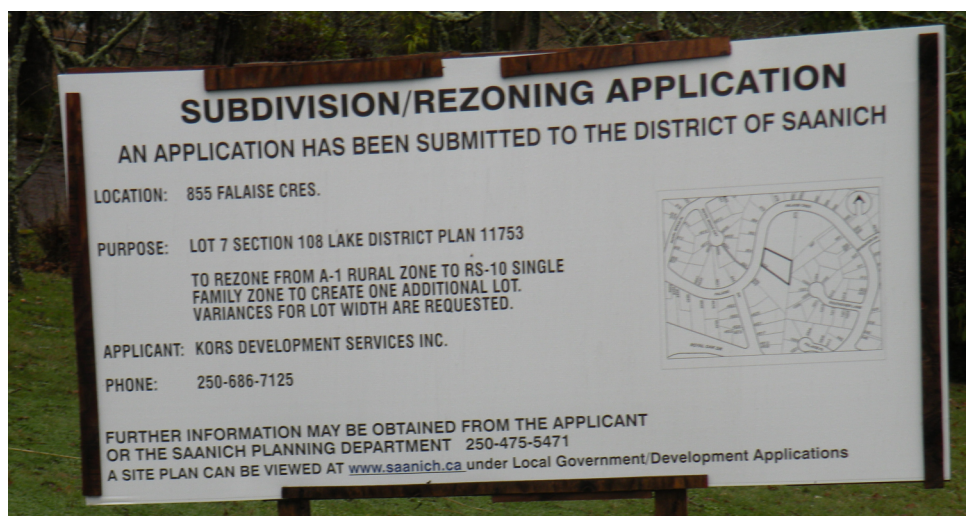 SUBDIVISION/REZONING APPLICATION
AN APPLICATION HAS BEEN SUBMITTED TO THE DISTRICT OF SAANICH
LOCATION: 855 FALAISE CRES.
PURPOSE: LOT 7 SECTION 108 LAKE DISTRICT PLAN 11753
TO REZONE FROM A-1 RURAL ZONE TO RS-10 SINGLE
FAMILY ZONE TO CREATE ONE ADDITIONAL LOT.
VARIANCES FOR LOT WIDTH ARE REQUESTED.
APPLICANT: KORS DEVELOPMENT SERVICES INC.
PHONE: 250-686-7125
FURTHER INFORMATION MAY BE OBTAINED FROM THE APPLICANT
OR THE SAANICH PLANNING DEPARTMENT 250-475-5471
A SITE PLAN CAN BE VIEWED AT www.saanich.ca under Local Government/Development Applications